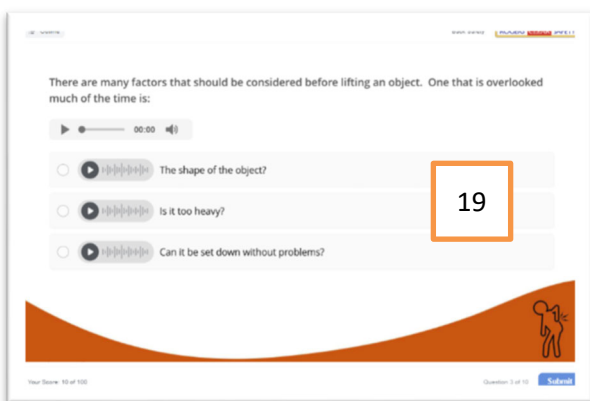 There are many factors that should be considered before lifting an object.  One that is overlooked
much of the time is:
00:00
The shape of the object?
Is it too heavy?
19
Can it be set down without problems?
Your Score: 10 of 100
Question 3 of 10
Submit